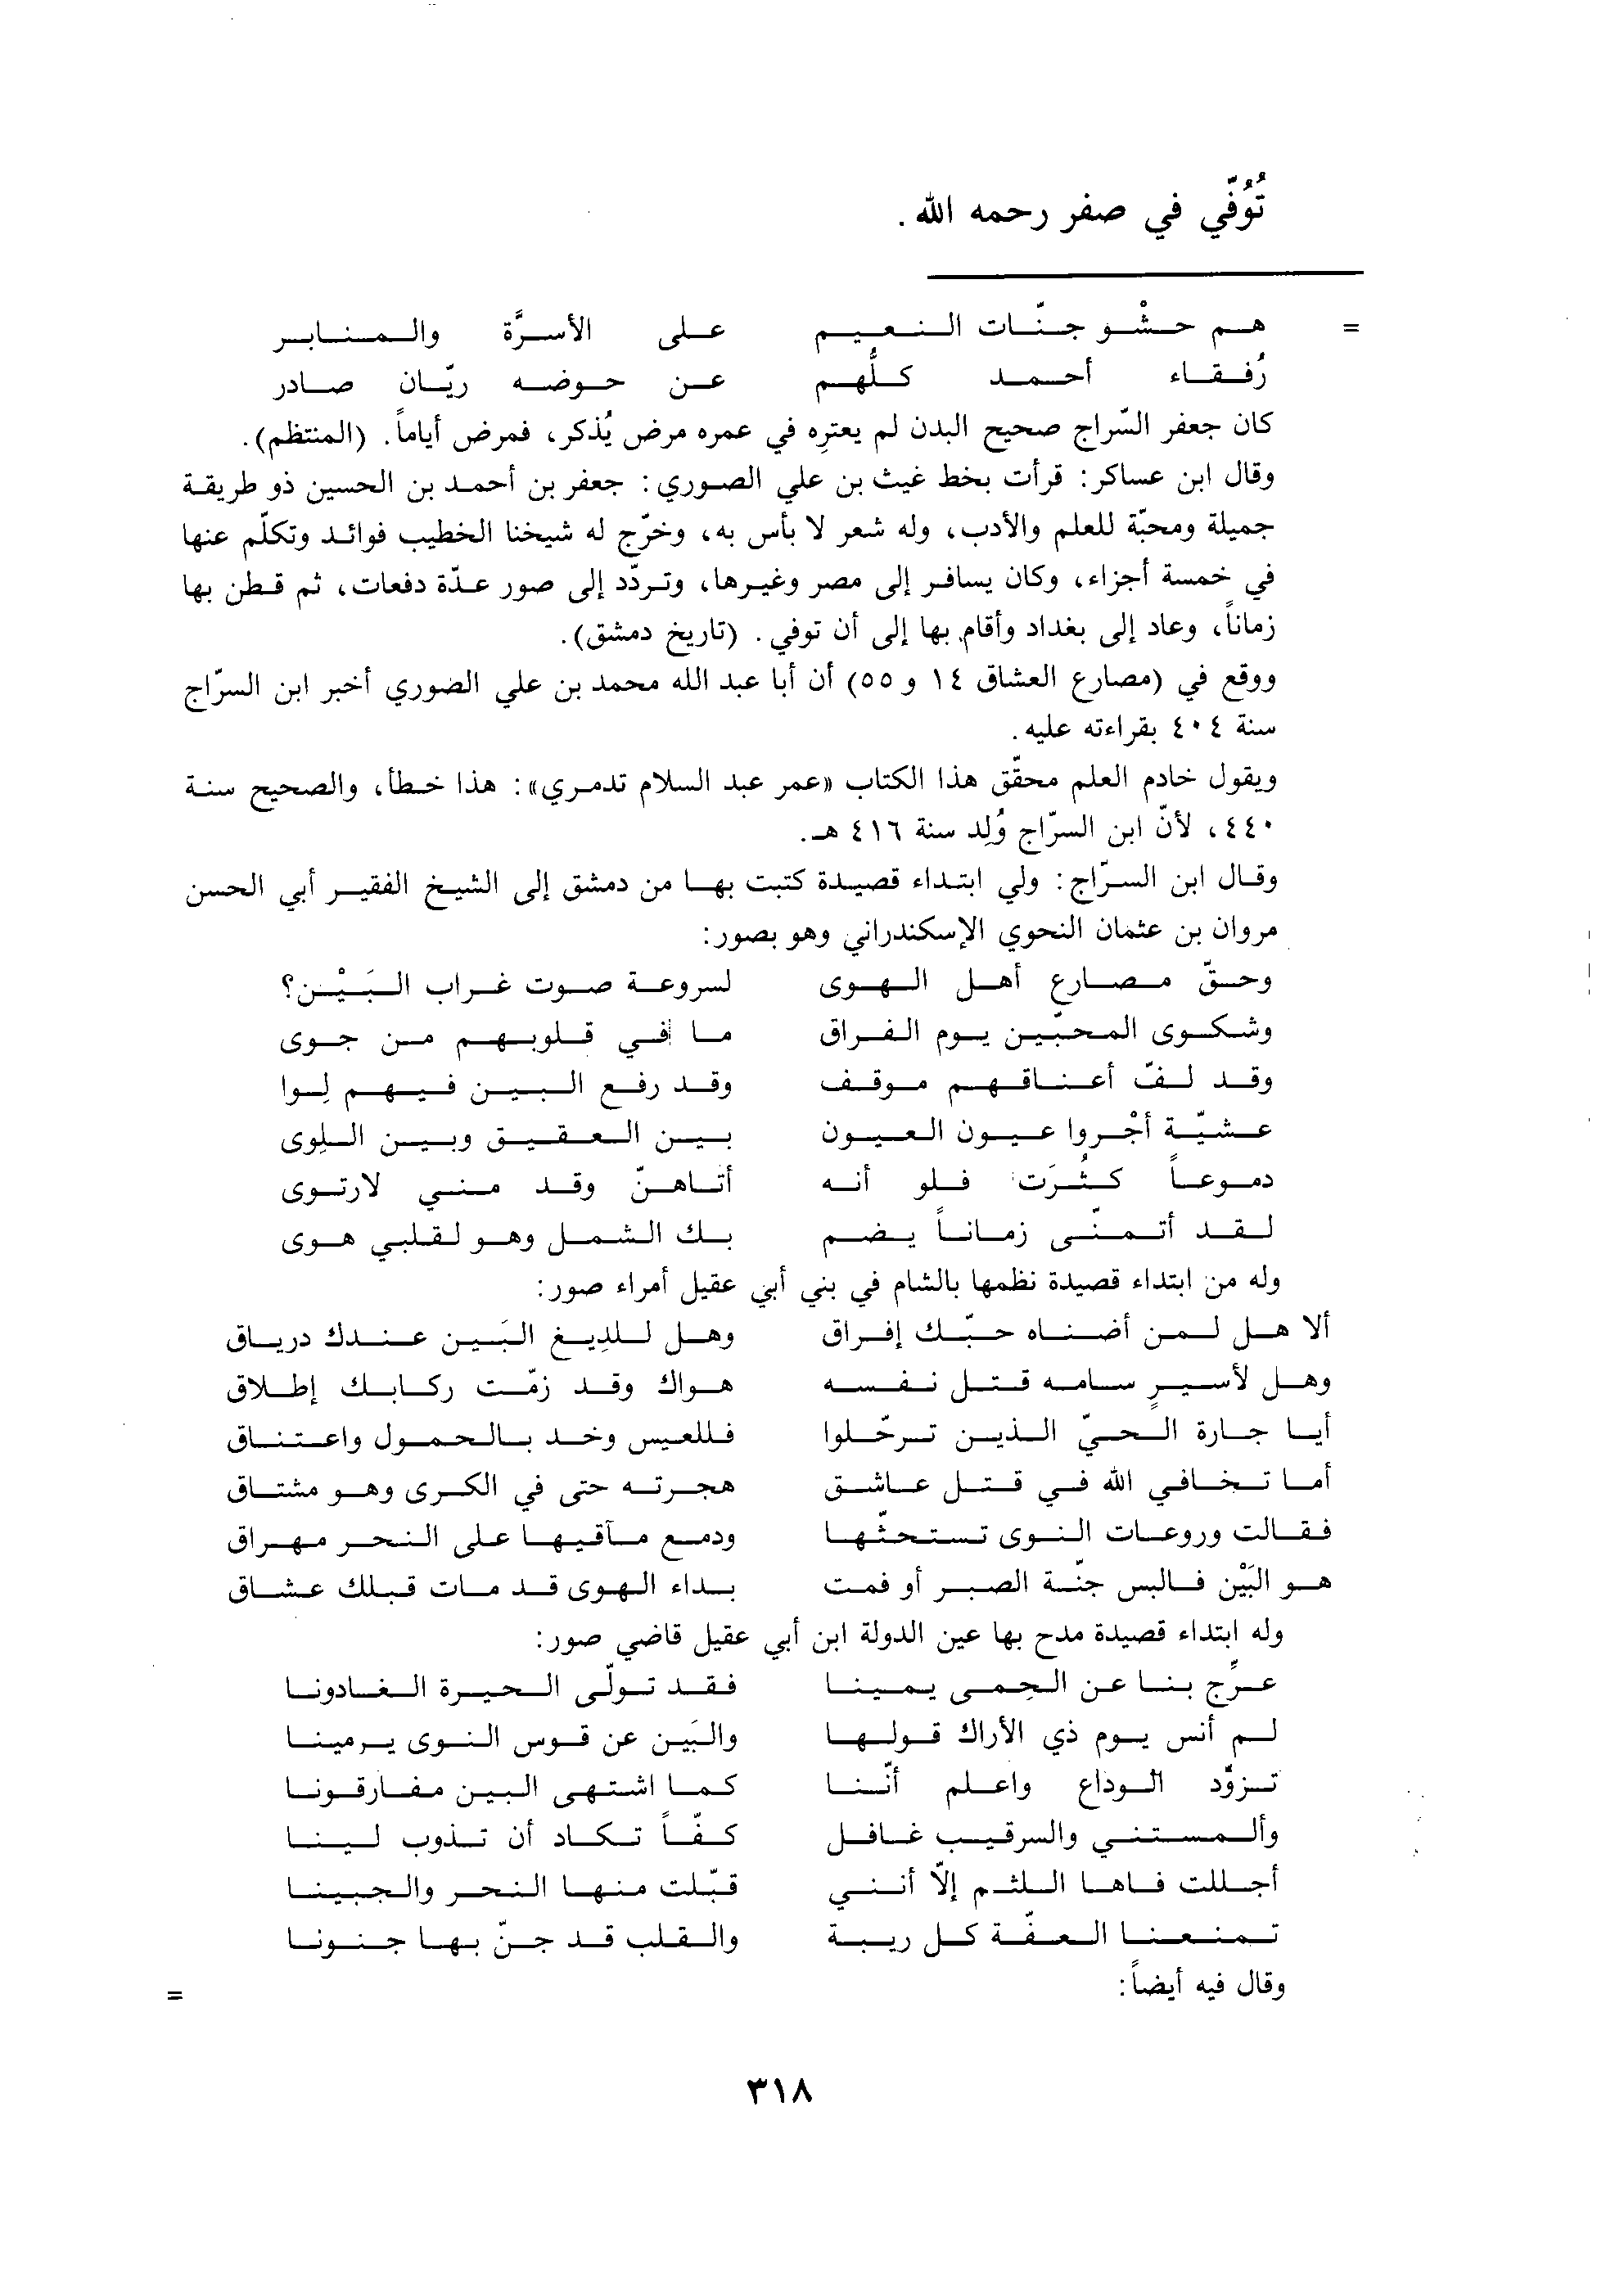 تُوُفّي في صفر رحمه الله.
= هم حشْو جنّات النعيم على الأسرَّة والمنابر
رُفقاء أحمد كلُّهم عن حوضه ريّان صادر
كان جعفر السّراج صحيح البدن لم يعترِه في عمره مرض يُذكر، فمرض أياماً. (المنتظم).
وقال ابن عساكر: قرأت بخط غيث بن علي الصوري: جعفر بن أحمد بن الحسين ذو طريقة
جميلة ومحبّة للعلم والأدب، وله شعر لا بأس به، وخرّج له شيخنا الخطيب فوائد وتكلّم عنها
في خمسة أجزاء، وكان يسافر إلى مصر وغيرها، وتردّد إلى صور عدّة دفعات، ثم قطن بها
زماناً، وعاد إلى بغداد وأقام بها إلى أن توفي. (تاريخ دمشق).
ووقع في (مصارع العشاق ١٤ و ٥٥) أن أبا عبد الله محمد بن علي الضوري أخبر ابن السرّاج
سنة ٤٠٤ بقراءته عليه.
ويقول خادم العلم محقّق هذا الكتاب «عمر عبد السلام تدمري»: هذا خطأ، والصحيح سنة
٤٤٠، لأنّ ابن السرّاج وُلِد سنة ٤١٦ هـ.
وقال ابن السرّاج: ولي ابتداء قصيدة كتبت بها من دمشق إلى الشيخ الفقير أبي الحسن
مروان بن عثمان النحوي الإسكندراني وهو بصور:
وحقّ مصارع أهل الهوى لسروعة صوت غراب البَيْن؟
وشكوى المحبّين يوم الفراق ما في قلوبهم من جوى
وقد لفّ أعناقهم موقف وقد رفع البين فيهم لِوا
عشيّة أجْروا عيون العيون بين العقيق وبين اللِوى
دموعاً كثُرَت فلو أنه أتاهنّ وقد مني لارتوى
لقد أتمنّى زماناً يضم بك الشمل وهو لقلبي هوى
وله من ابتداء قصيدة نظمها بالشام في بني أبي عقيل أمراء صور:
ألا هل لمن أضناه حبّك إفراق وهل للدِيغ البَين عندك درياق
وهل لأسيرٍ سامه قتل نفسه هواك وقد زمّت ركابك إطلاق
أيا جارة الحيّ الذين ترحّلوا فللعيس وخد بالحمول واعتناق
أما تخافي الله في قتل عاشق هجرته حتى في الكرى وهو مشتاق
فقالت وروعات النوى تستحثّها ودمع مآقيها على النحر مهراق
هو البَيْن فالبس جنّة الصبر أو فمت بداء الهوى قد مات قبلك عشاق
وله ابتداء قصيدة مدح بها عين الدولة ابن أبي عقيل قاضي صور:
عرِّج بنا عن الحِمى يمينا فقد تولّى الحيرة الغادونا
لم أنس يوم ذي الأراك قولها والبَين عن قوس النوى يرمينا
تزوَّد الوداع واعلم أنّنا كما اشتهى البين مفارقونا
وألمستني والسرقيب غافل كفّاً تكاد أن تذوب لينا
أجللت فاها اللثم إلاّ أنني قبّلت منها النحر والجبينا
تمنعنا العفّة كل ريبة والقلب قد جنّ بها جنونا
وقال فيه أيضاً: =
٣١٨